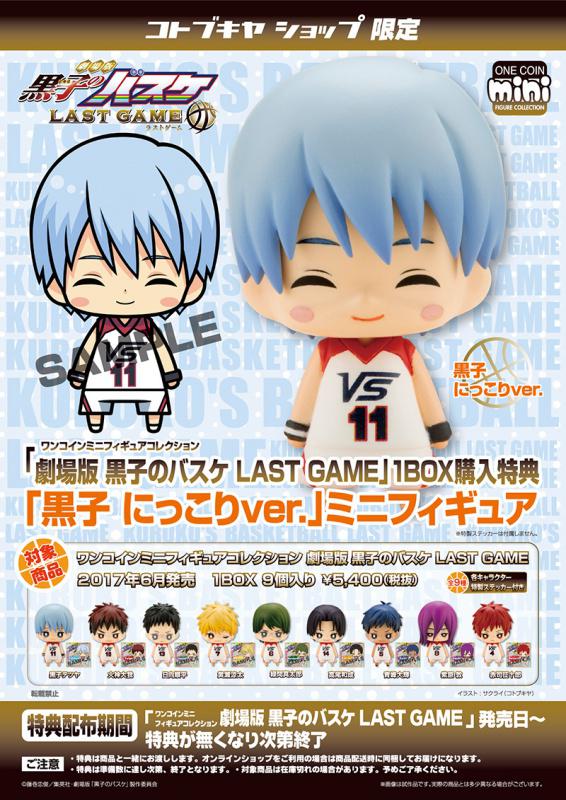 コトブキヤ ショップ 限定
劇場版
黒子のバスケ
LAST GAME
ラストゲーム
ONE COIN
mini
FIGURE COLLECTION
SAMPLE
VS
11
VS
11
黒子
にっこりver.
ワンコインミニフィギュアコレクション
「劇場版 黒子のバスケ LAST GAME」1BOX購入特典
「黒子 にっこりver.」ミニフィギュア
※特製ステッカーは付属しません。
対象
商品
ワンコインミニフィギュアコレクション 劇場版 黒子のバスケ LAST GAME
2017年6月発売 1BOX 9個入り ¥5,400(税抜)
全9種
各キャラクター
特製ステッカー付き
黒子テツヤ
火神大我
日向順平
黄瀬涼太
緑間真太郎
高尾和成
青峰大輝
紫原 敦
赤司征十郎
転載禁止
イラスト：サクライ(コトブキヤ)
特典配布期間
「ワンコインミニフィギュアコレクション 劇場版 黒子のバスケ LAST GAME」発売日〜
特典が無くなり次第終了
ご注意
・特典は商品と一緒にお渡しします。オンラインショップをご利用の場合は商品配送時に同梱してお届けになります。
・特典は準備数に達し次第、終了となります。・対象商品は在庫切れの場合があります。予めご了承ください。
©藤巻忠俊／集英社・劇場版「黒子のバスケ」製作委員会
※画像は試作品です。実際の商品とは多少異なる場合がございます。